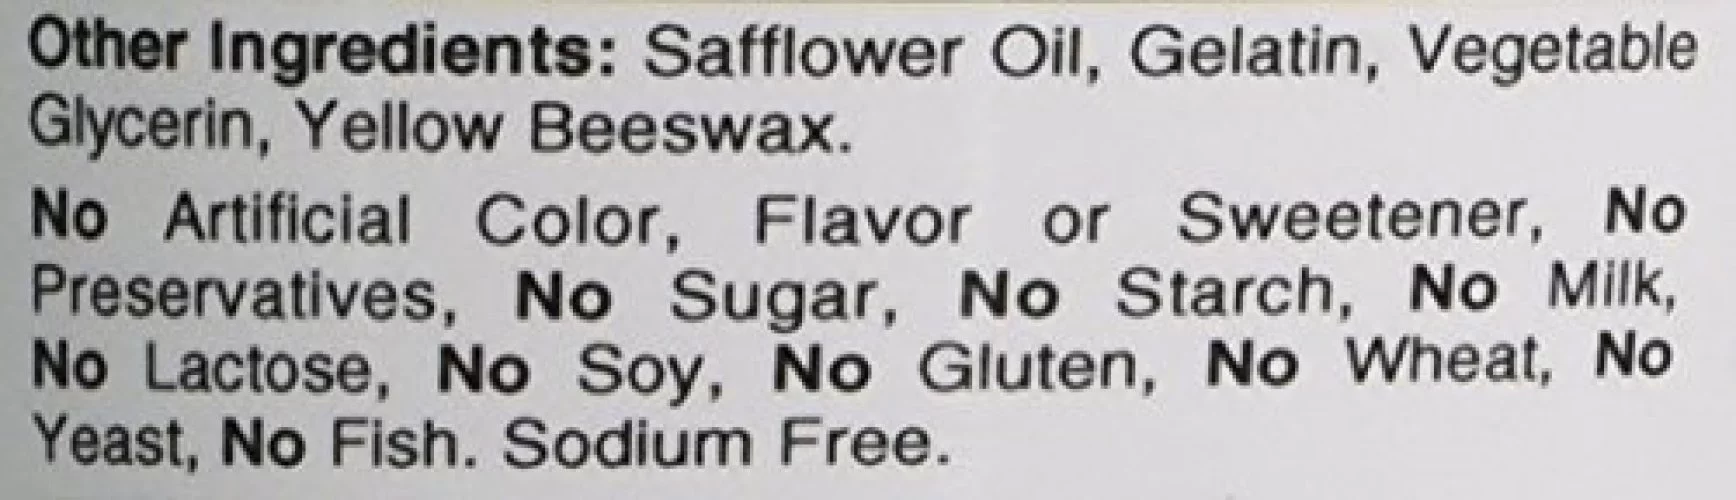 Other Ingredients: Safflower Oil, Gelatin, Vegetable
Glycerin, Yellow Beeswax.
No Artificial Color, Flavor or Sweetener, No
Preservatives, No Sugar, No Starch, No Milk,
No Lactose, No Soy, No Gluten, No Wheat, No
Yeast, No Fish. Sodium Free.